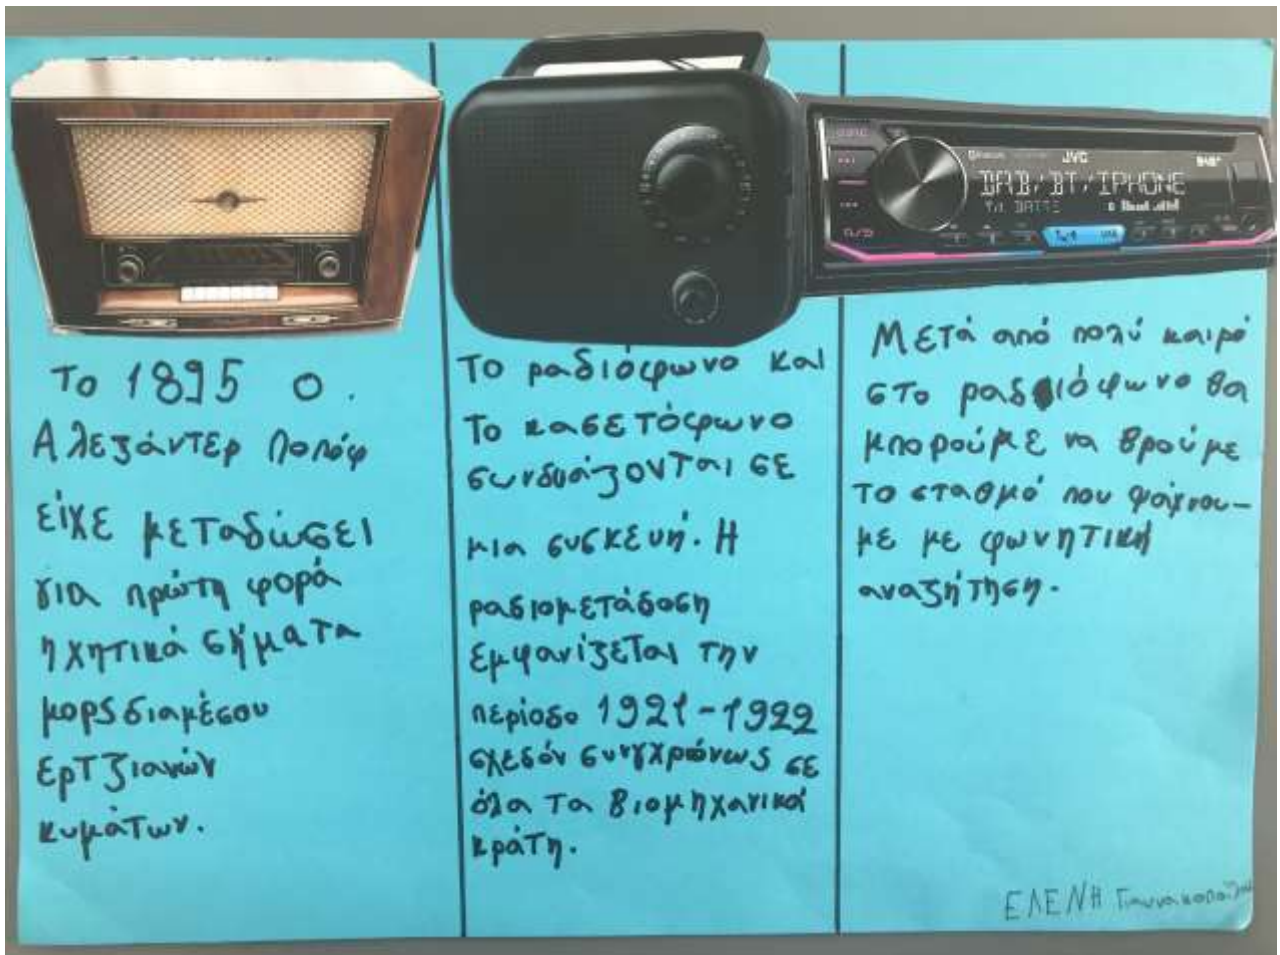 JVC
DAB/BT/IPHONE
Το 1895 ο.
Αλεξάντερ Ποπόφ
είχε μεταδώσει
για πρώτη φορά
ηχητικά σήματα
μορς διαμέσου
ερτζιανών
κυμάτων.
Το ραδιόφωνο και
Το κασετόφωνο
συνδυάζονται σε
μια συσκευή. Η
ραδιομετάδοση
εμφανίζεται την
περίοδο 1921-1922
σχεδόν συγχρόνως σε
όλα τα βιομηχανικά
κράτη.
Μετά από πολύ καιρό
στο ραδιόφωνο θα
μπορούμε να βρούμε
το σταθμό που ψάχνου-
με με φωνητική
αναζήτηση.
ΕΛΕΝΗ